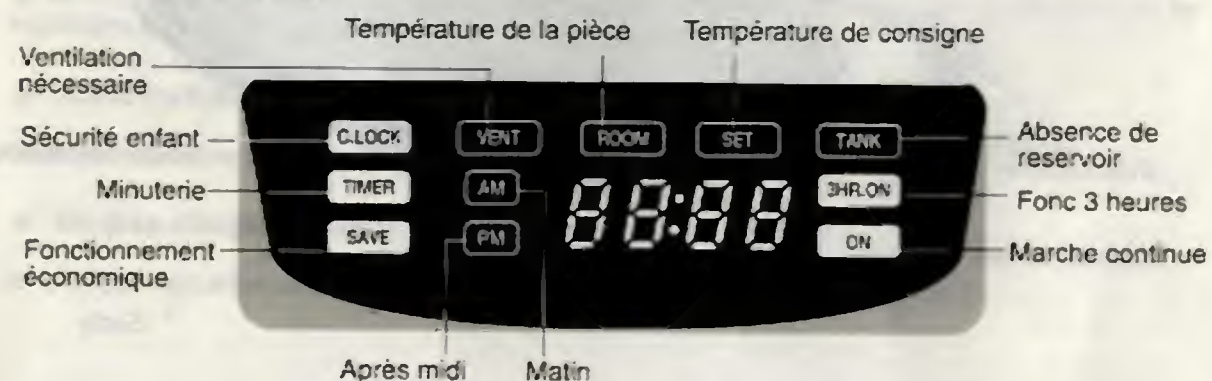 Température de la pièce Température de consigne
Ventilation
nécessaire
Sécurité enfant C.LOCK VENT ROOM SET TANK Absence de
reservoir
Minuterie TIMER AM 88:88 3HR.ON Fonc 3 heures
Fonctionnement
économique SAVE PM ON Marche continue
Après midi Matin